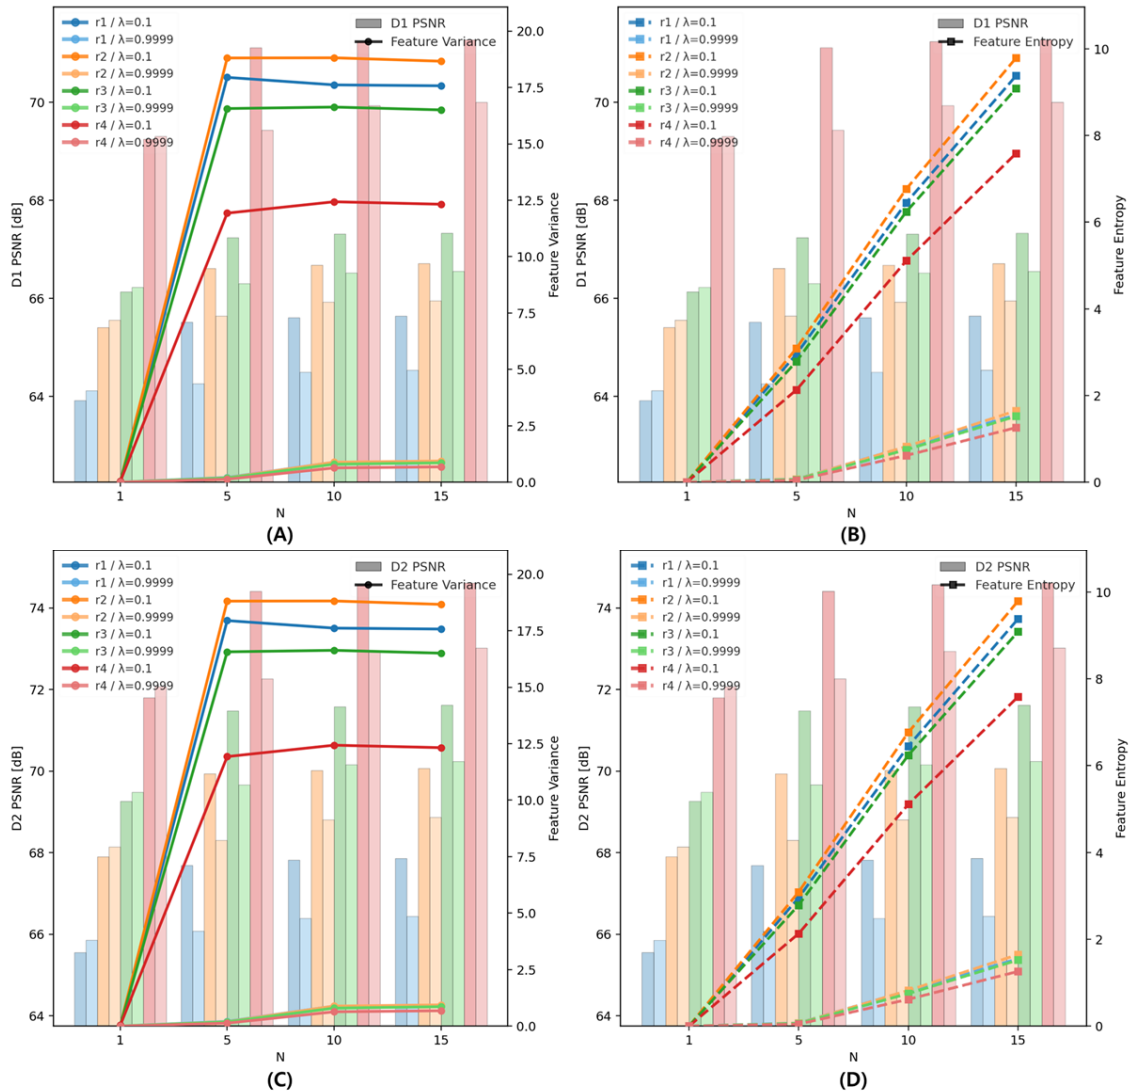 r1 / λ=0.1
r1 / λ=0.9999
r2 / λ=0.1
r2 / λ=0.9999
r3 / λ=0.1
r3 / λ=0.9999
r4 / λ=0.1
r4 / λ=0.9999
D1 PSNR
Feature Variance
70
68
66
64
D1 PSNR [dB]
20.0
17.5
15.0
12.5
10.0
7.5
5.0
2.5
0.0
Feature Variance
1 5 10 15
N
(A)
r1 / λ=0.1
r1 / λ=0.9999
r2 / λ=0.1
r2 / λ=0.9999
r3 / λ=0.1
r3 / λ=0.9999
r4 / λ=0.1
r4 / λ=0.9999
D1 PSNR
Feature Entropy
70
68
66
64
D1 PSNR [dB]
10
8
6
4
2
0
Feature Entropy
1 5 10 15
N
(B)
r1 / λ=0.1
r1 / λ=0.9999
r2 / λ=0.1
r2 / λ=0.9999
r3 / λ=0.1
r3 / λ=0.9999
r4 / λ=0.1
r4 / λ=0.9999
D2 PSNR
Feature Variance
74
72
70
68
66
64
D2 PSNR [dB]
20.0
17.5
15.0
12.5
10.0
7.5
5.0
2.5
0.0
Feature Variance
1 5 10 15
N
(C)
r1 / λ=0.1
r1 / λ=0.9999
r2 / λ=0.1
r2 / λ=0.9999
r3 / λ=0.1
r3 / λ=0.9999
r4 / λ=0.1
r4 / λ=0.9999
D2 PSNR
Feature Entropy
74
72
70
68
66
64
D2 PSNR [dB]
10
8
6
4
2
0
Feature Entropy
1 5 10 15
N
(D)